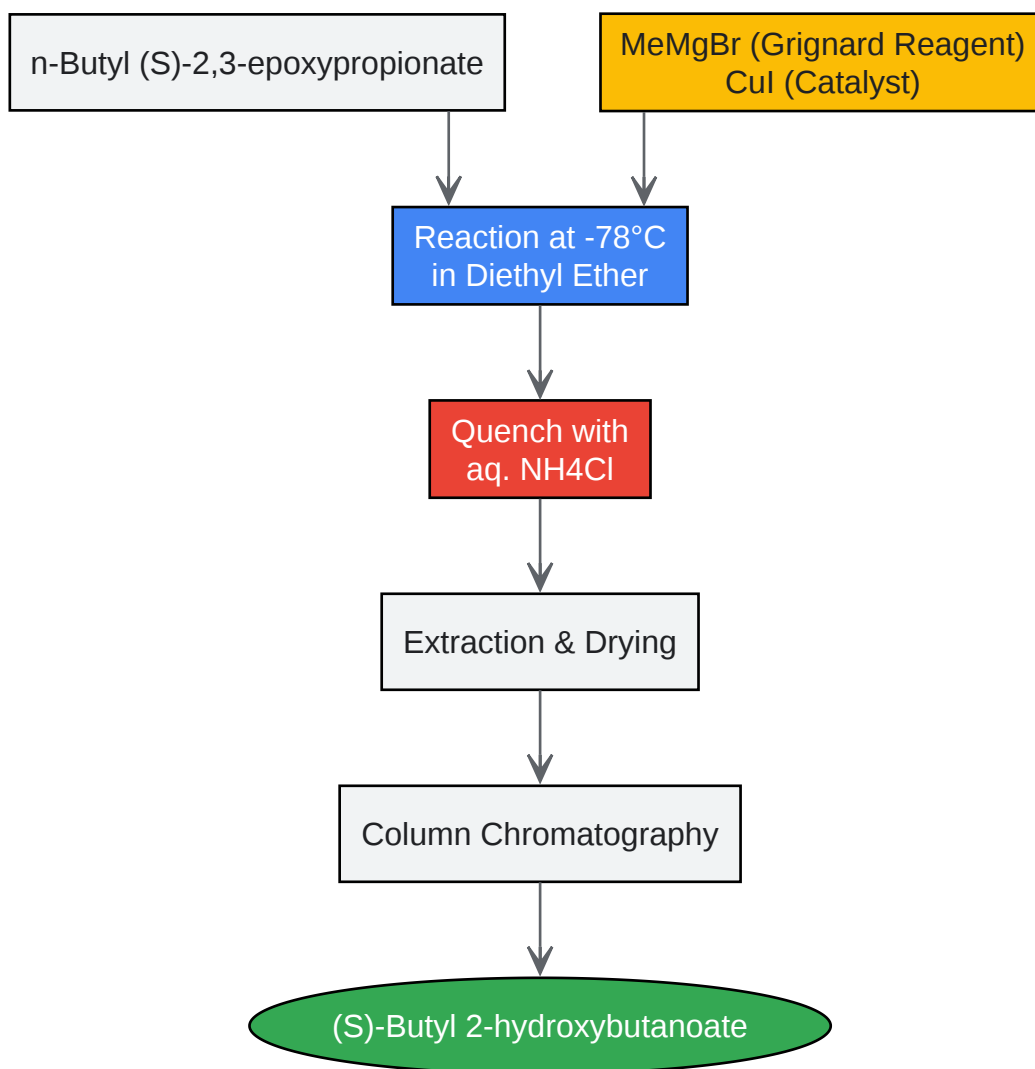 n-Butyl (S)-2,3-epoxypropionate
MeMgBr (Grignard Reagent)
CuI (Catalyst)
Reaction at -78°C
in Diethyl Ether
Quench with
aq. NH4Cl
Extraction & Drying
Column Chromatography
(S)-Butyl 2-hydroxybutanoate